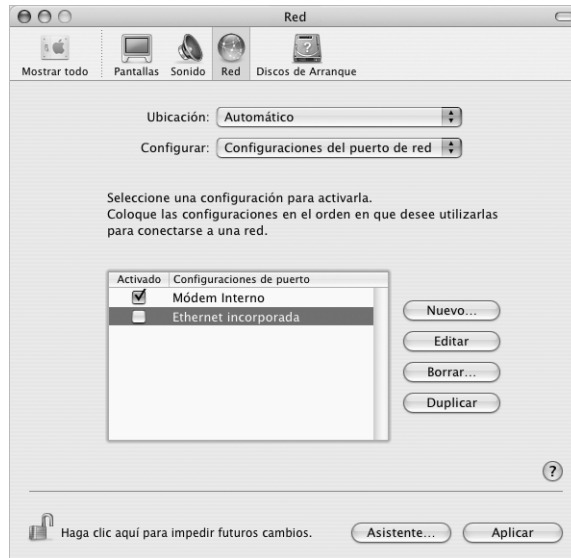 Red
Mostrar todo Pantallas Sonido Red Discos de Arranque
Ubicación: Automático
Configurar: Configuraciones del puerto de red
Seleccione una configuración para activarla.
Coloque las configuraciones en el orden en que desee utilizarlas
para conectarse a una red.
Activado Configuraciones de puerto
Módem Interno
Ethernet incorporada
Nuevo...
Editar
Borrar...
Duplicar
?
Haga clic aquí para impedir futuros cambios. Asistente... Aplicar